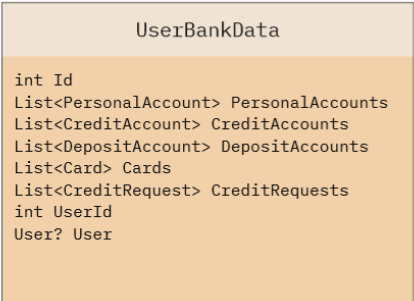 UserBankData
int Id
List<PersonalAccount> PersonalAccounts
List<CreditAccount> CreditAccounts
List<DepositAccount> DepositAccounts
List<Card> Cards
List<CreditRequest> CreditRequests
int UserId
User? User